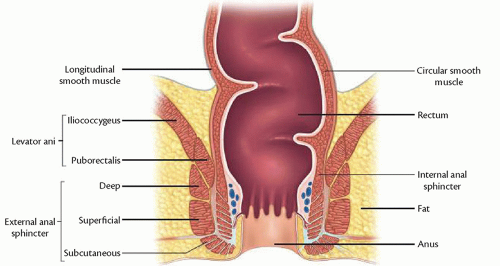 Longitudinal
smooth muscle
Iliococcygeus
Levator ani
Puborectalis
Deep
External anal
sphincter
Superficial
Subcutaneous
Circular smooth
muscle
Rectum
Internal anal
sphincter
Fat
Anus